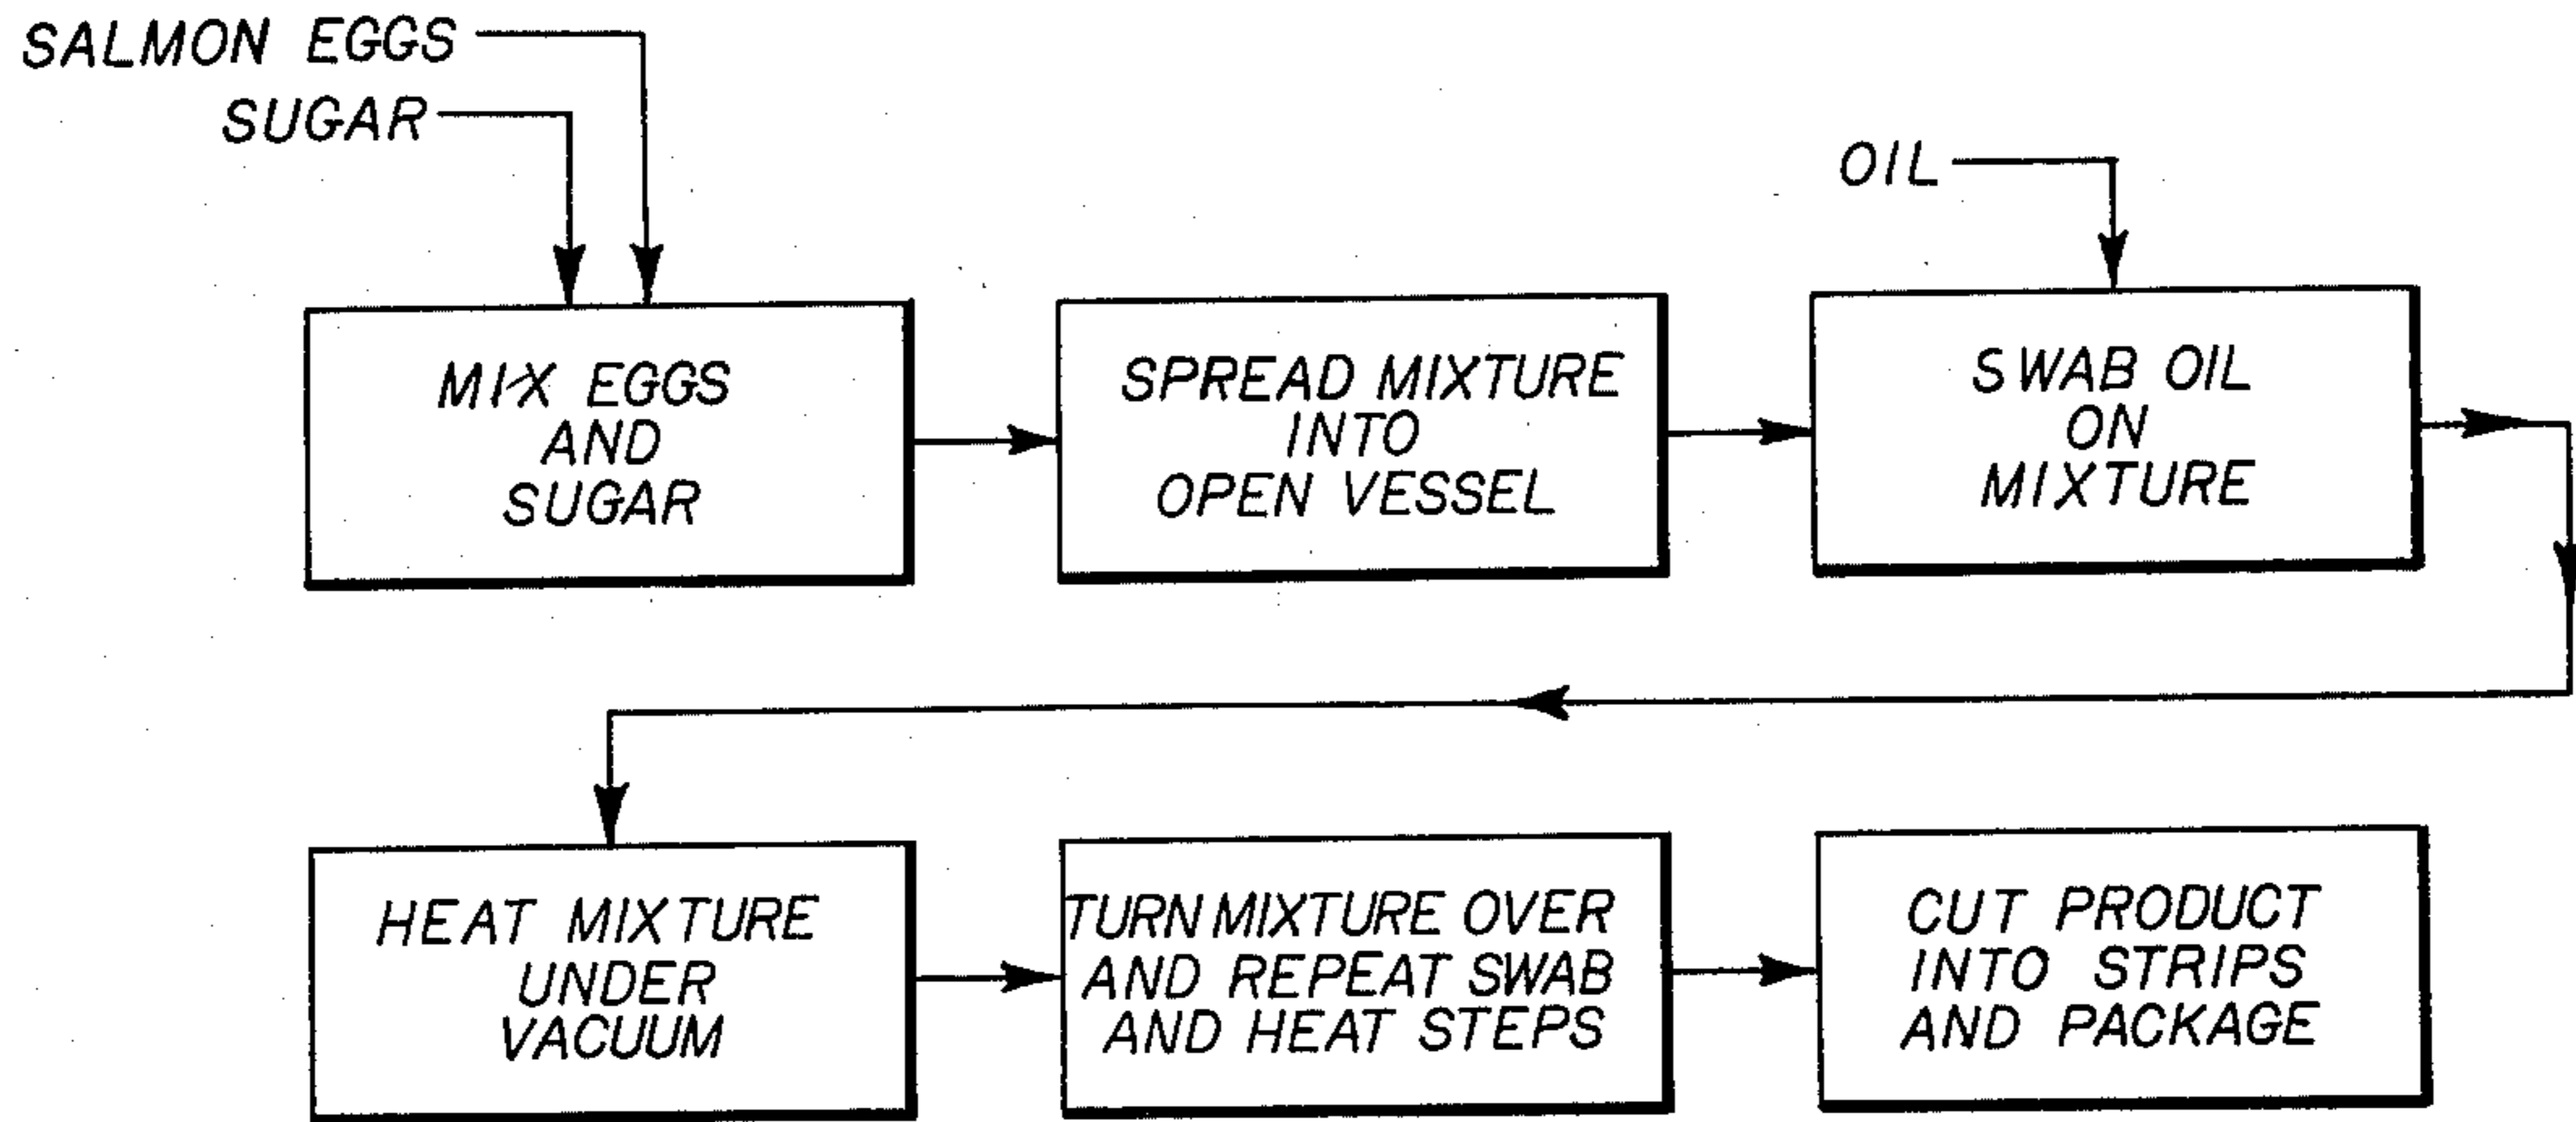 SALMON EGGS
SUGAR
OIL
MIX EGGS
AND
SUGAR
SPREAD MIXTURE
INTO
OPEN VESSEL
SWAB OIL
ON
MIXTURE
HEAT MIXTURE
UNDER
VACUUM
TURN MIXTURE OVER
AND REPEAT SWAB
AND HEAT STEPS
CUT PRODUCT
INTO STRIPS
AND PACKAGE